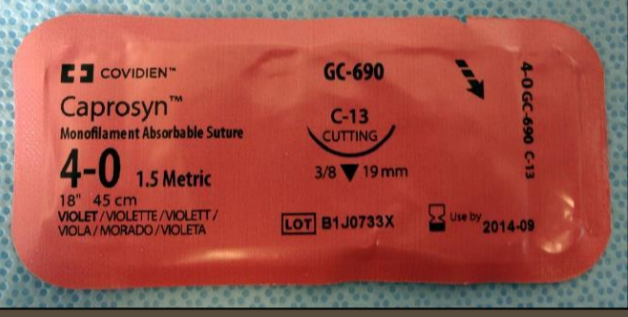 COVIDIEN™
Caprosyn™
Monofilament Absorbable Suture
4-0 1.5 Metric
18" 45 cm
VIOLET / VIOLETTE / VIOLETT /
VIOLA / MORADO / VIOLETA
GC-690
C-13
CUTTING
3/8 ▼ 19 mm
LOT B1J0733X
Use by 2014-09
4-0 GC-690 C-13